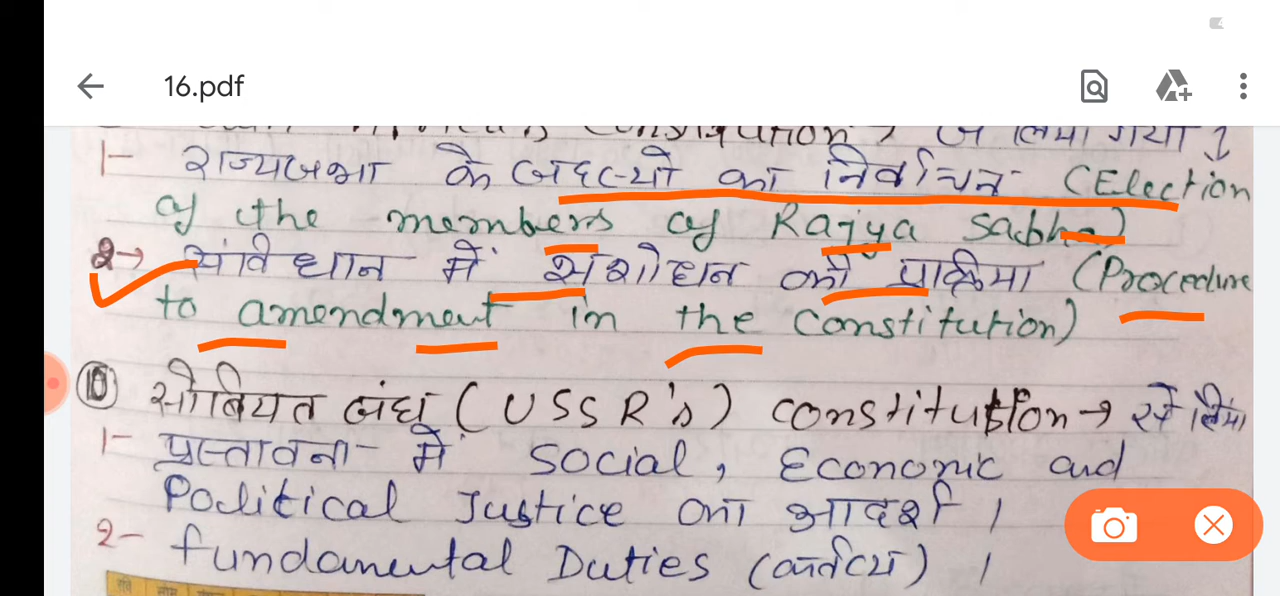 16.pdf
constitution) से लिया गया ।
1- राज्यसभा के सदस्यो का निर्वाचन (Election
of the members of Rajya Sabha)
2→ संविधान में संशोधन की प्रक्रिया (Procedure
to amendment in the Constitution)
⑩ सोवियत संघ (USSR's) constitution → से लिया
1- प्रस्तावना में Social, Economic and
Political Justice का आदर्श ।
2- fundamental Duties (कर्तव्य) ।